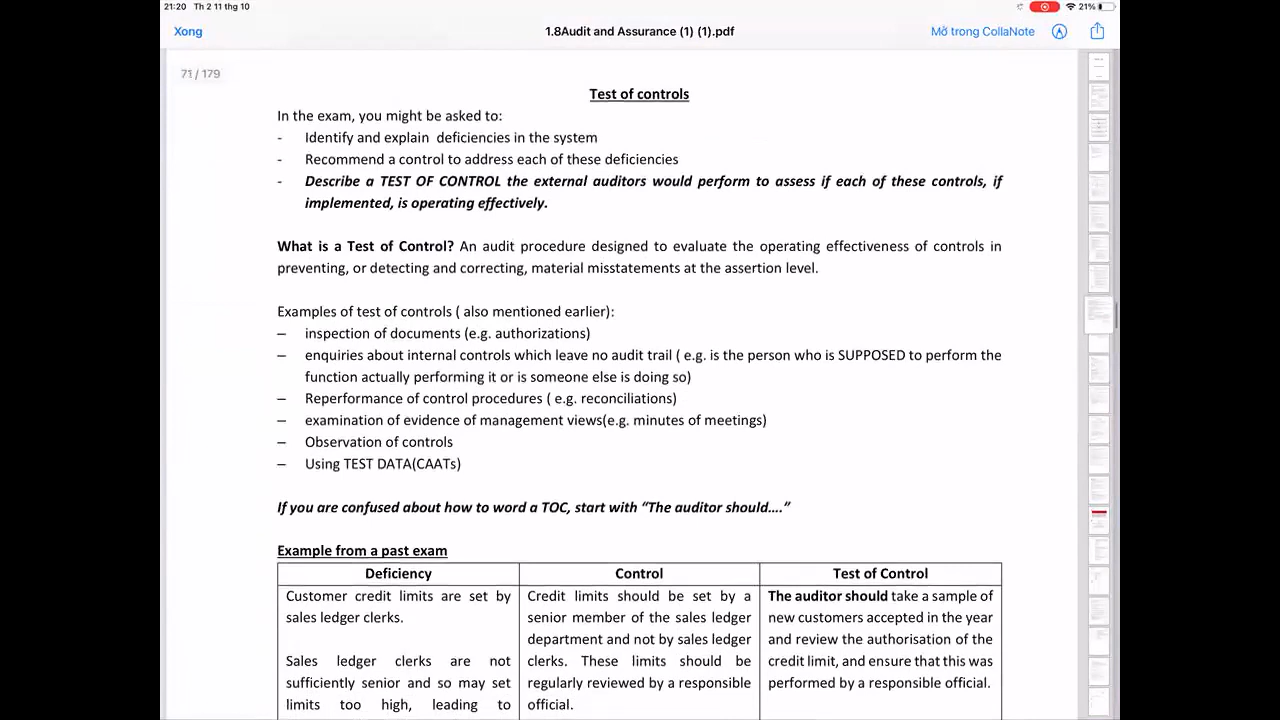 21:20 Th 2 11 thg 10
21%
Xong
1.8Audit and Assurance (1) (1).pdf
Mở trong CollaNote
71 / 179
Test of controls
In the exam, you might be asked to:
- Identify and explain deficiencies in the system
- Recommend a control to address each of these deficiencies
- Describe a TEST OF CONTROL the external auditors would perform to assess if each of these controls, if
implemented, is operating effectively.
What is a Test of Control? An audit procedure designed to evaluate the operating effectiveness of controls in
preventing, or detecting and correcting, material misstatements at the assertion level.
Examples of test of controls ( as mentioned earlier):
– inspection of documents for authorization
– enquiries about internal controls which leave no audit trail ( e.g. is the person who is SUPPOSED to perform the
function actually performing it or is someone else is doing so)
– Reperformance of control procedures ( e.g. reconciliations)
– examination of evidence of management views(e.g. minutes of meetings)
– Observation of controls
– Using TEST DATA(CAATs)
If you are confused about how to word a TOC, start with “The auditor should....”
Example from a past exam
Deficiency Control Test of Control
Customer credit limits are set by
sales ledger clerks.
Sales ledger clerks are not
sufficiently senior and so may set
limits too high, leading to
Credit limits should be set by a
senior member of the sales ledger
department and not by sales ledger
clerks. These limits should be
regularly reviewed by a responsible
official.
The auditor should take a sample of
new customers accepted in the year
and review the authorisation of the
credit limit, and ensure that this was
performed by a responsible official.